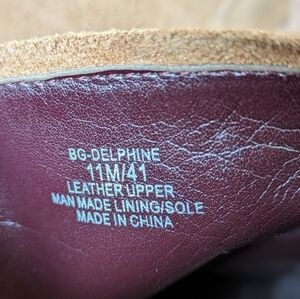 BG-DELPHINE
11M/41
LEATHER UPPER
MAN MADE LINING/SOLE
MADE IN CHINA